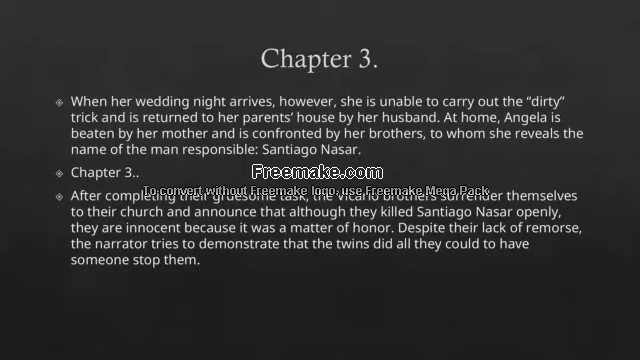 Chapter 3.
When her wedding night arrives, however, she is unable to carry out the “dirty”
trick and is returned to her parents’ house by her husband. At home, Angela is
beaten by her mother and is confronted by her brothers, to whom she reveals the
name of the man responsible: Santiago Nasar.
Chapter 3..
Freemake.com
To convert without Freemake logo, use Freemake Mega Pack
After completing their gruesome task, the Vicario brothers surrender themselves
to their church and announce that although they killed Santiago Nasar openly,
they are innocent because it was a matter of honor. Despite their lack of remorse,
the narrator tries to demonstrate that the twins did all they could to have
someone stop them.